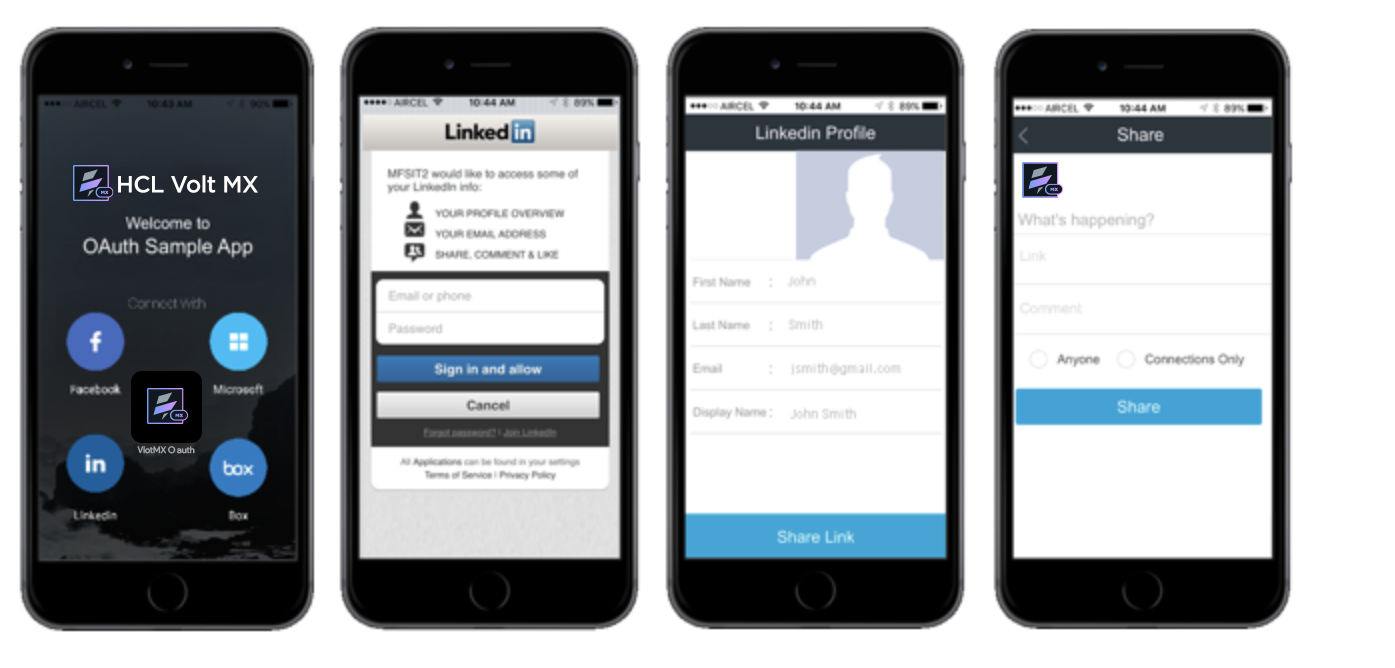 AIRCEL 10:43 AM 90%
HCL Volt MX
MX
Welcome to
OAuth Sample App
Connect With
f
Facebook
Microsoft
MX
VlotMX O auth
in
box
Linkedin
Box
AIRCEL 10:44 AM 89%
Linked in
MFSIT2 would like to access some of
your LinkedIn info:
YOUR PROFILE OVERVIEW
YOUR EMAIL ADDRESS
SHARE, COMMENT & LIKE
Email or phone
Password
Sign in and allow
Cancel
Forgot password? | Join LinkedIn
All Applications can be found in your settings
Terms of Service | Privacy Policy
AIRCEL 10:44 AM 89%
Linkedin Profile
First Name : John
Last Name : Smith
Email : jsmith@gmail.com
Display Name : John Smith
Share Link
AIRCEL 10:44 AM 89%
Share
MX
What's happening?
Link
Comment
Anyone Connections Only
Share